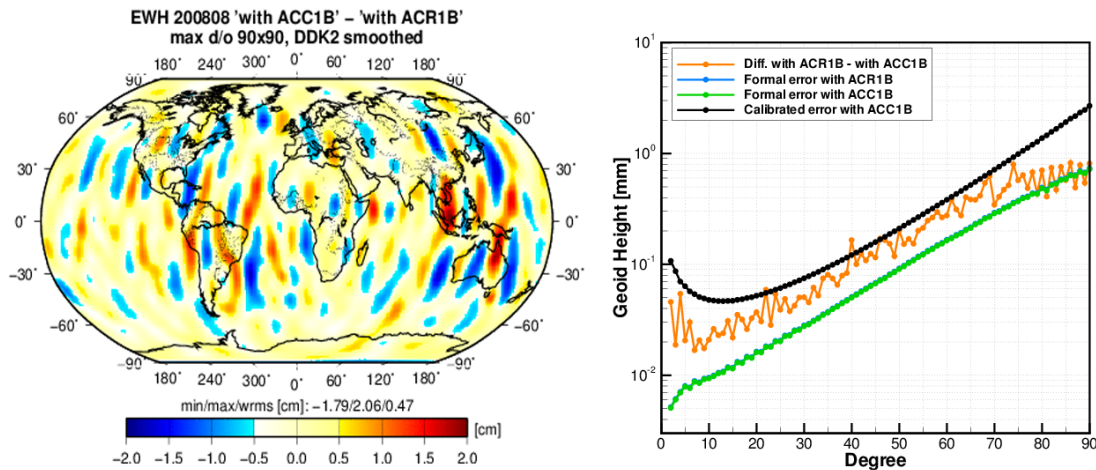 EWH 200808 'with ACC1B' − 'with ACR1B'
max d/o 90x90, DDK2 smoothed
180˚ 240˚ 300˚ 0˚ 60˚ 120˚ 180˚
90˚ 90˚
60˚ 60˚
30˚ 30˚
0˚ 0˚
−30˚ −30˚
−60˚ −60˚
−90˚ −90˚
180˚ 240˚ 300˚ 0˚ 60˚ 120˚ 180˚
min/max/wrms [cm]: −1.79/2.06/0.47
[cm]
−2.0 −1.5 −1.0 −0.5 0.0 0.5 1.0 1.5 2.0
Geoid Height [mm]
10^1
10^0
10^-1
10^-2
Diff. with ACR1B - with ACC1B
Formal error with ACR1B
Formal error with ACC1B
Calibrated error with ACC1B
0 10 20 30 40 50 60 70 80 90
Degree